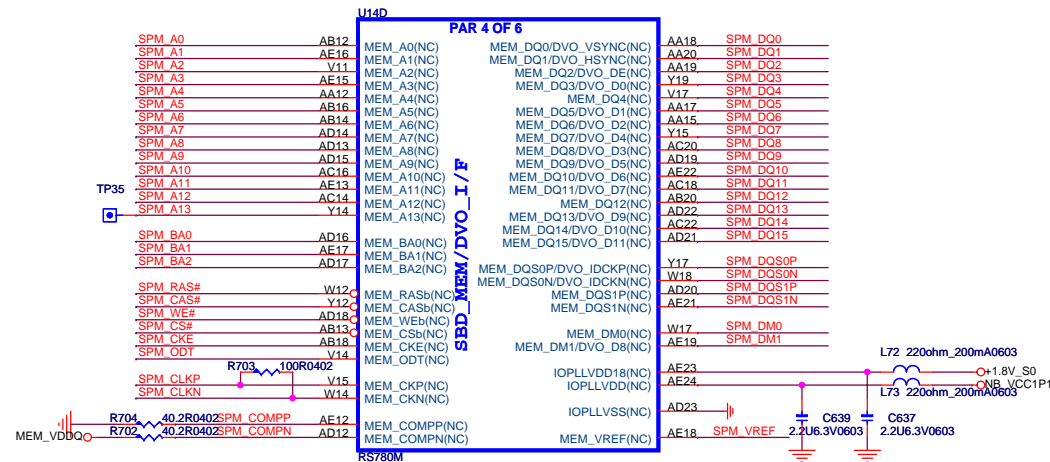 U14D
PAR 4 OF 6
SPM_A0 AB12 MEM_A0(NC) MEM_DQ0/DVO_VSYNC(NC) AA18 SPM_DQ0
SPM_A1 AE16 MEM_A1(NC) MEM_DQ1/DVO_HSYNC(NC) AA20 SPM_DQ1
SPM_A2 V11 MEM_A2(NC) MEM_DQ2/DVO_DE(NC) AA19 SPM_DQ2
SPM_A3 AE15 MEM_A3(NC) MEM_DQ3/DVO_D0(NC) Y19 SPM_DQ3
SPM_A4 AA12 MEM_A4(NC) MEM_DQ4(NC) V17 SPM_DQ4
SPM_A5 AB16 MEM_A5(NC) MEM_DQ5/DVO_D1(NC) AA17 SPM_DQ5
SPM_A6 AB14 MEM_A6(NC) MEM_DQ6/DVO_D2(NC) AA15 SPM_DQ6
SPM_A7 AD14 MEM_A7(NC) MEM_DQ7/DVO_D4(NC) Y15 SPM_DQ7
SPM_A8 AD13 MEM_A8(NC) MEM_DQ8/DVO_D3(NC) AC20 SPM_DQ8
SPM_A9 AD15 MEM_A9(NC) MEM_DQ9/DVO_D5(NC) AD19 SPM_DQ9
SPM_A10 AC16 MEM_A10(NC) MEM_DQ10/DVO_D6(NC) AE22 SPM_DQ10
SPM_A11 AE13 MEM_A11(NC) MEM_DQ11/DVO_D7(NC) AC18 SPM_DQ11
SPM_A12 AC14 MEM_A12(NC) MEM_DQ12(NC) AB20 SPM_DQ12
TP35 SPM_A13 Y14 MEM_A13(NC) MEM_DQ13/DVO_D9(NC) AD22 SPM_DQ13
MEM_DQ14/DVO_D10(NC) AC22 SPM_DQ14
SPM_BA0 AD16 MEM_BA0(NC) MEM_DQ15/DVO_D11(NC) AD21 SPM_DQ15
SPM_BA1 AE17 MEM_BA1(NC)
SPM_BA2 AD17 MEM_BA2(NC) MEM_DQS0P/DVO_IDCKP(NC) Y17 SPM_DQS0P
MEM_DQS0N/DVO_IDCKN(NC) W18 SPM_DQS0N
SPM_RAS# W12 MEM_RASb(NC) MEM_DQS1P(NC) AD20 SPM_DQS1P
SPM_CAS# Y12 MEM_CASb(NC) MEM_DQS1N(NC) AE21 SPM_DQS1N
SPM_WE# AD18 MEM_WEb(NC)
SPM_CS# AB13 MEM_CSb(NC) MEM_DM0(NC) W17 SPM_DM0
SPM_CKE AB18 MEM_CKE(NC) MEM_DM1/DVO_D8(NC) AE19 SPM_DM1
SPM_ODT V14 MEM_ODT(NC)
SBD_MEM/DVO_I/F
L72 220ohm_200mA0603
R703 100R0402 IOPLLVDD18(NC) AE23 +1.8V_S0
SPM_CLKP V15 MEM_CKP(NC) IOPLLVDD(NC) AE24 NB_VCC1P1
SPM_CLKN W14 MEM_CKN(NC) L73 220ohm_200mA0603
IOPLLVSS(NC) AD23
R704 40.2R0402 SPM_COMPP AE12 MEM_COMPP(NC) C639 C637
MEM_VDDQ R702 40.2R0402 SPM_COMPN AD12 MEM_COMPN(NC) MEM_VREF(NC) AE18 SPM_VREF 2.2U6.3V0603 2.2U6.3V0603
RS780M